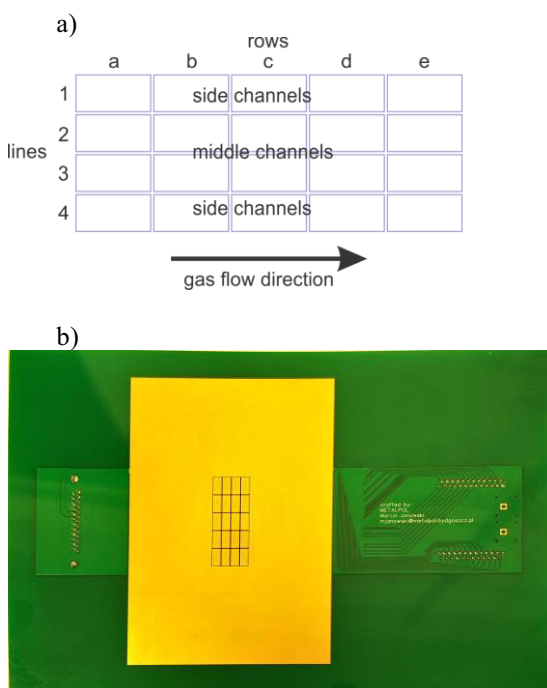 a)
rows
a b c d e
1 side channels
2
lines middle channels
3
4 side channels
gas flow direction
b)
crafted by:
METALPOL
Marcin Janowski
mjanowski@metalpol.bydgoszcz.pl